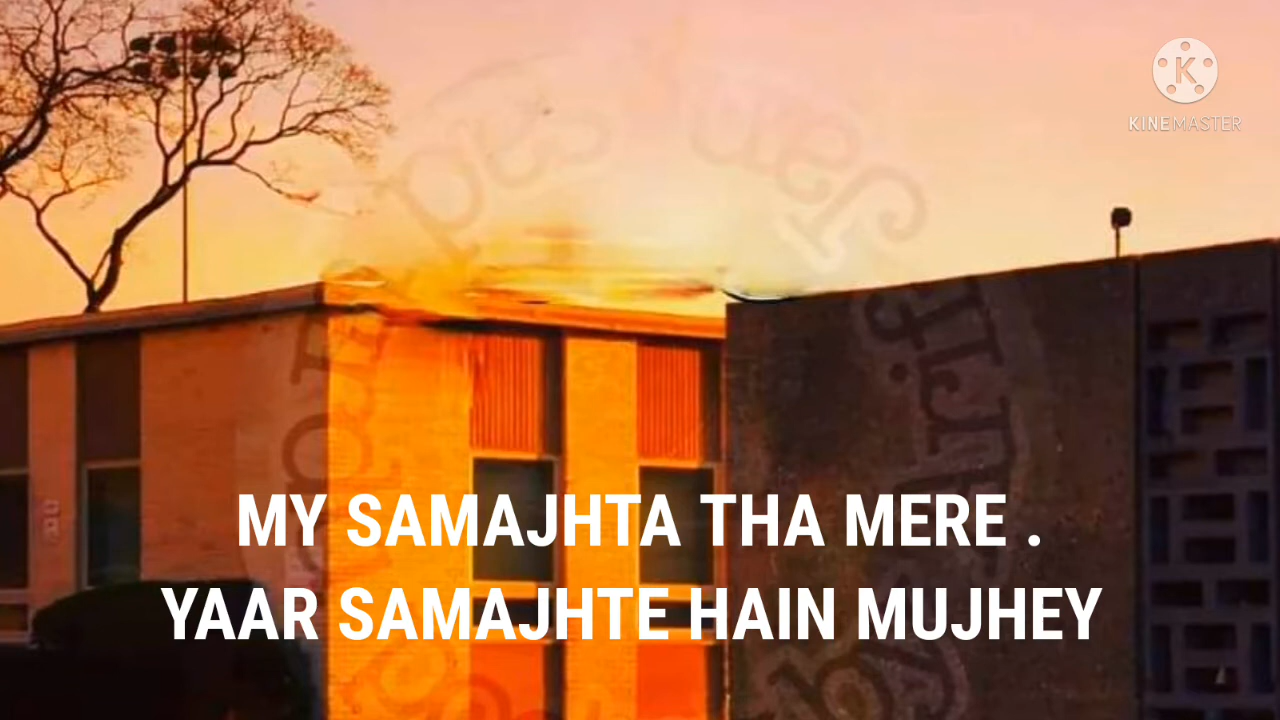 K
KINEMASTER
MY SAMAJHTA THA MERE .
YAAR SAMAJHTE HAIN MUJHEY